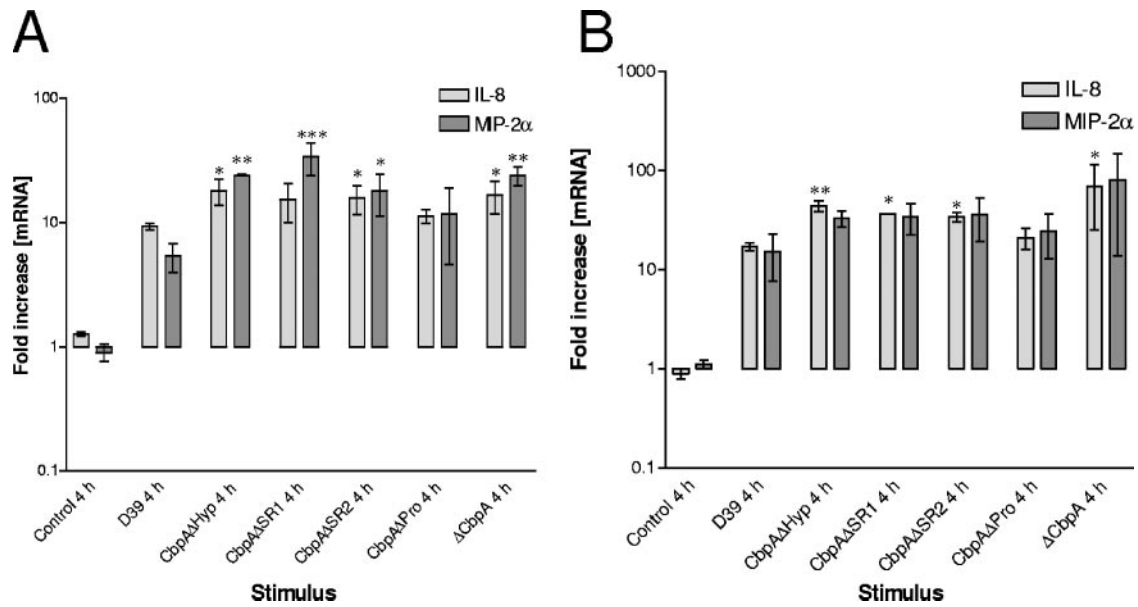 A
Fold increase [mRNA]
100
10
1
0.1
IL-8
MIP-2α
* ** *** * * * **
Control 4 h
D39 4 h
CbpAΔHyp 4 h
CbpAΔSR1 4 h
CbpAΔSR2 4 h
CbpAΔPro 4 h
ΔCbpA 4 h
Stimulus
B
Fold increase [mRNA]
1000
100
10
1
0.1
IL-8
MIP-2α
** * * *
Control 4 h
D39 4 h
CbpAΔHyp 4 h
CbpAΔSR1 4 h
CbpAΔSR2 4 h
CbpAΔPro 4 h
ΔCbpA 4 h
Stimulus